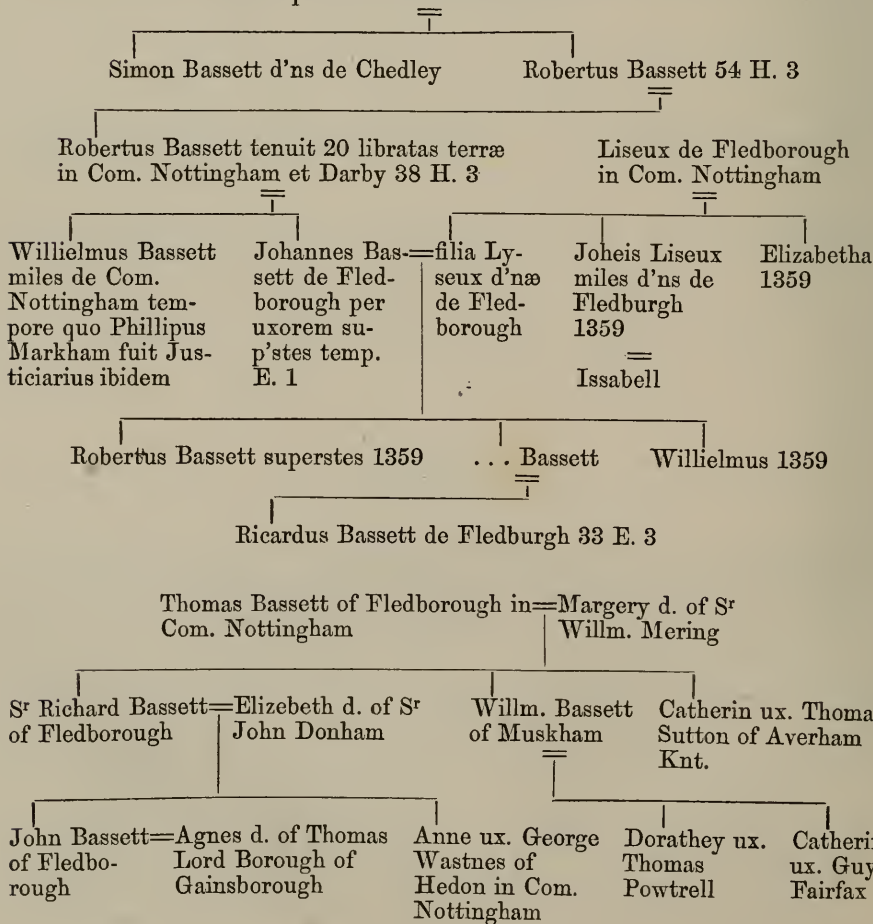 Simon Bassett d'ns de Chedley
Robertus Bassett 54 H. 3
Robertus Bassett tenuit 20 libratas terræ
in Com. Nottingham et Darby 38 H. 3
Liseux de Fledborough
in Com. Nottingham
Willielmus Bassett
miles de Com.
Nottingham tem-
pore quo Phillipus
Markham fuit Jus-
ticiarius ibidem
Johannes Bas-
sett de Fled-
borough per
uxorem su-
p'stes temp.
E. 1
filia Ly-
seux d'næ
de Fled-
borough
Joheis Liseux
miles d'ns de
Fledburgh
1359
Issabell
Elizabetha
1359
Robertus Bassett superstes 1359
. . . Bassett
Willielmus 1359
Ricardus Bassett de Fledburgh 33 E. 3
Thomas Bassett of Fledborough in
Com. Nottingham
Margery d. of Sʳ
Willm. Mering
Sʳ Richard Bassett
of Fledborough
Elizebeth d. of Sʳ
John Donham
Willm. Bassett
of Muskham
Catherin ux. Thoma
Sutton of Averham
Knt.
John Bassett
of Fledbo-
rough
Agnes d. of Thomas
Lord Borough of
Gainsborough
Anne ux. George
Wastnes of
Hedon in Com.
Nottingham
Dorathey ux.
Thomas
Powtrell
Catheri
ux. Guy
Fairfax